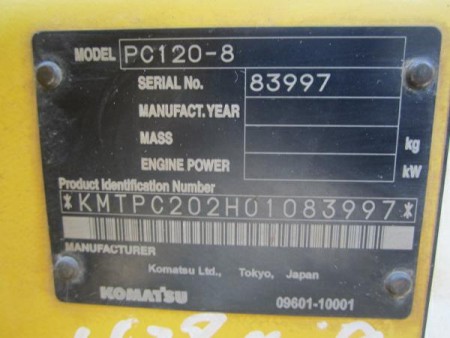 MODEL PC120-8
SERIAL No. 83997
MANUFACT. YEAR
MASS kg
ENGINE POWER kW
Product Identification Number
*KMTPC202H01083997*
MANUFACTURER
Komatsu Ltd., Tokyo, Japan
KOMATSU 09601-10001